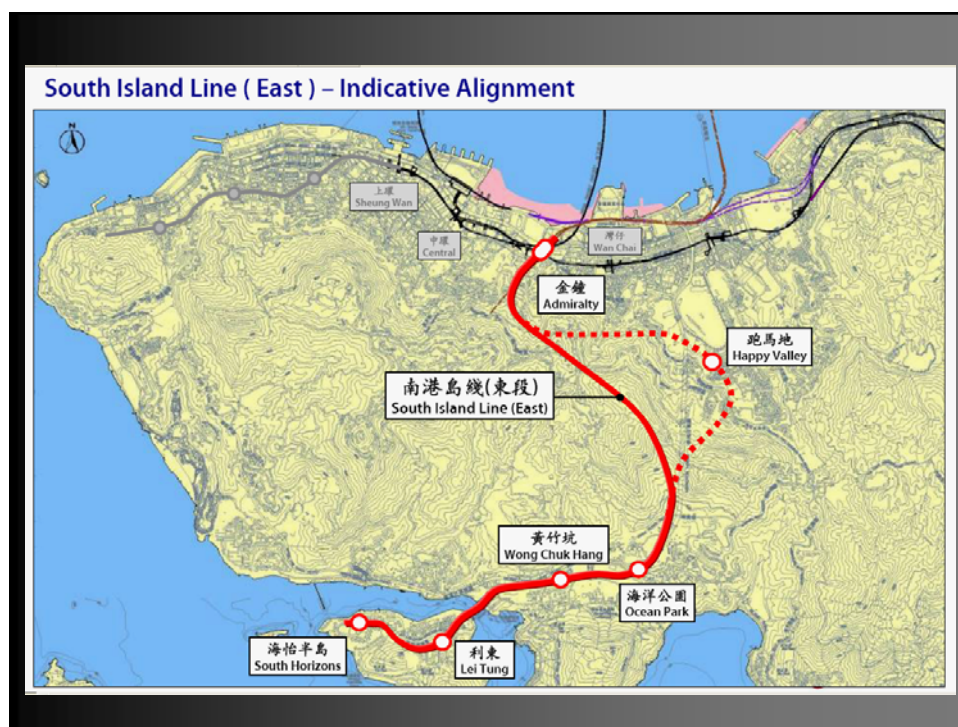 South Island Line ( East ) – Indicative Alignment
N
上環
Sheung Wan
中環
Central
灣仔
Wan Chai
金鐘
Admiralty
跑馬地
Happy Valley
南港島綫(東段)
South Island Line (East)
黃竹坑
Wong Chuk Hang
海洋公園
Ocean Park
海怡半島
South Horizons
利東
Lei Tung